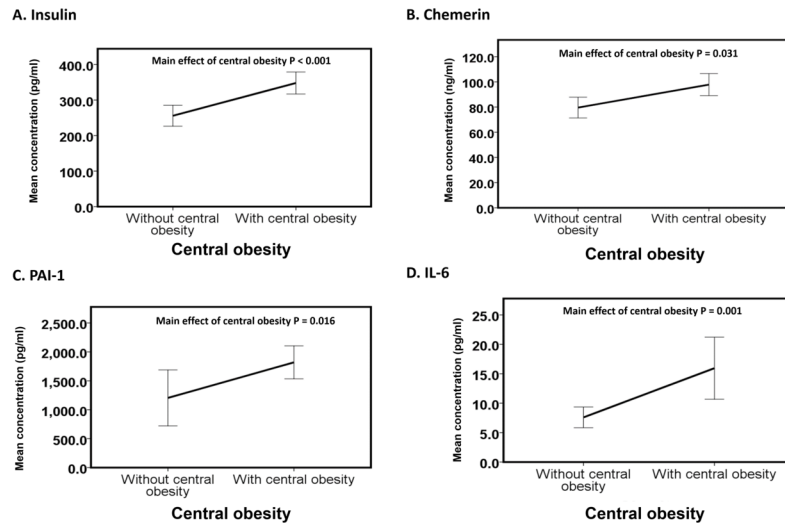 A. Insulin
Main effect of central obesity P < 0.001
Mean concentration (pg/ml)
400.0
300.0
200.0
100.0
0.0
Without central
obesity
With central obesity
Central obesity
B. Chemerin
Main effect of central obesity P = 0.031
Mean concentration (ng/ml)
120.0
100.0
80.0
60.0
40.0
20.0
0.0
Without central
obesity
With central obesity
Central obesity
C. PAI-1
Main effect of central obesity P = 0.016
Mean concentration (pg/ml)
2,500.0
2,000.0
1,500.0
1,000.0
500.0
0.0
Without central
obesity
With central obesity
Central obesity
D. IL-6
Main effect of central obesity P = 0.001
Mean concentration (pg/ml)
25.0
20.0
15.0
10.0
5.0
0.0
Without central
obesity
With central obesity
Central obesity